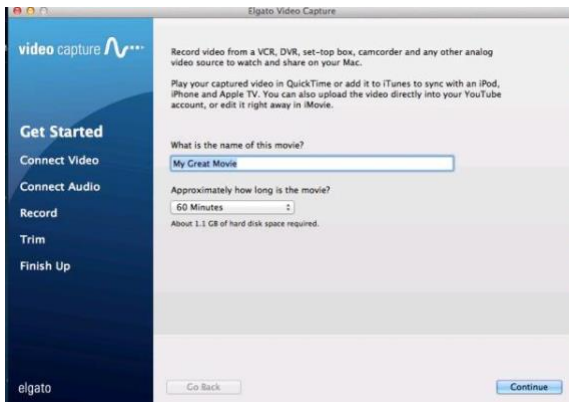 Elgato Video Capture
video capture
Get Started
Connect Video
Connect Audio
Record
Trim
Finish Up
elgato
Record video from a VCR, DVR, set-top box, camcorder and any other analog
video source to watch and share on your Mac.
Play your captured video in QuickTime or add it to iTunes to sync with an iPod,
iPhone and Apple TV. You can also upload the video directly into your YouTube
account, or edit it right away in iMovie.
What is the name of this movie?
My Great Movie
Approximately how long is the movie?
60 Minutes
About 1.1 GB of hard disk space required.
Go Back
Continue